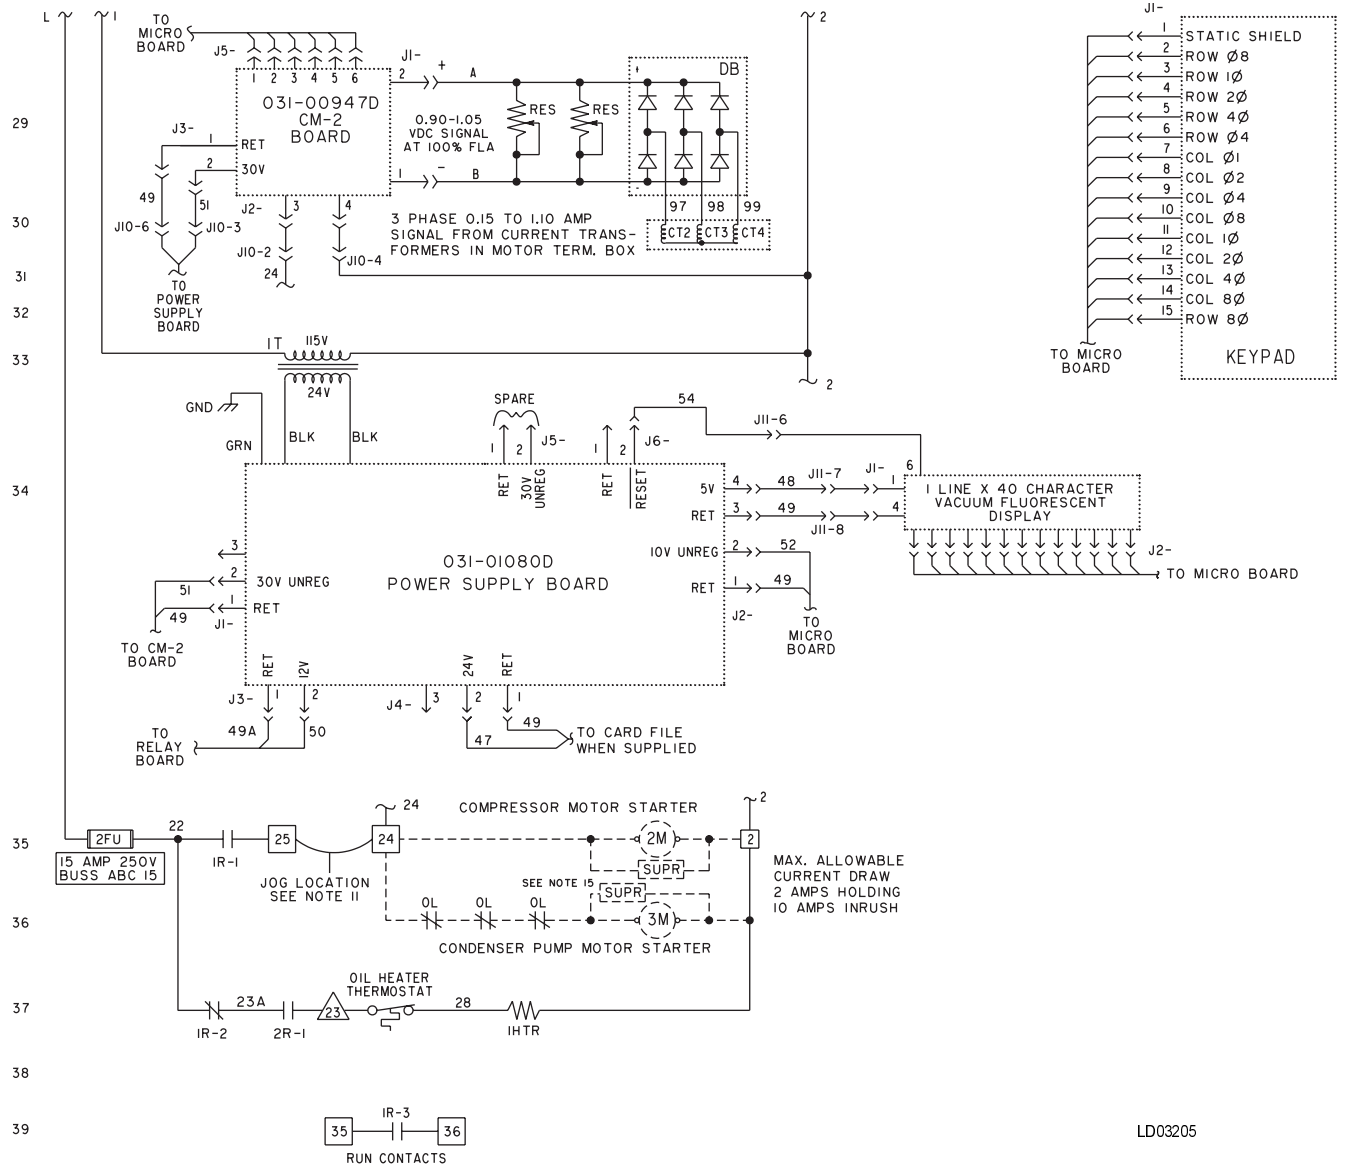 L
1
2
TO
MICRO
BOARD
J5-
1 2 3 4 5 6
031-00947D
CM-2
BOARD
J1-
2
+
A
RES
RES
+
DB
0.90-1.05
VDC SIGNAL
AT 100% FLA
29
J3-
1
RET
2
30V
1
-
B
-
49
51
J2-
3
4
97 98 99
30
J10-6
J10-3
3 PHASE 0.15 TO 1.10 AMP
SIGNAL FROM CURRENT TRANS-
FORMERS IN MOTOR TERM. BOX
CT2 CT3 CT4
J10-2
J10-4
24
31
TO
POWER
SUPPLY
BOARD
32
1T
115V
33
24V
2
J1-
1 STATIC SHIELD
2 ROW Ø8
3 ROW 1Ø
4 ROW 2Ø
5 ROW 4Ø
6 ROW Ø4
7 COL Ø1
8 COL Ø2
9 COL Ø4
10 COL Ø8
11 COL 1Ø
12 COL 2Ø
13 COL 4Ø
14 COL 8Ø
15 ROW 8Ø
TO MICRO
BOARD
KEYPAD
GND
GRN
BLK
BLK
SPARE
1
2
J5-
RET
30V
UNREG
1
2
J6-
RET
RESET
54
J11-6
6
34
5V
4
48
J11-7
J1-
1
RET
3
49
J11-8
4
1 LINE X 40 CHARACTER
VACUUM FLUORESCENT
DISPLAY
J2-
TO MICRO BOARD
10V UNREG
2
52
RET
1
49
J2-
TO
MICRO
BOARD
031-01080D
POWER SUPPLY BOARD
3
2
30V UNREG
51
1
RET
49
J1-
TO CM-2
BOARD
RET
12V
J3-
1
2
49A
50
TO
RELAY
BOARD
24V
RET
J4-
3
2
1
49
47
TO CARD FILE
WHEN SUPPLIED
24
COMPRESSOR MOTOR STARTER
2
35
2FU
22
1R-1
25
24
2M
2
15 AMP 250V
BUSS ABC 15
JOG LOCATION
SEE NOTE 11
SUPR
SEE NOTE 15
SUPR
MAX. ALLOWABLE
CURRENT DRAW
2 AMPS HOLDING
10 AMPS INRUSH
36
OL
OL
OL
3M
CONDENSER PUMP MOTOR STARTER
OIL HEATER
THERMOSTAT
37
1R-2
23A
2R-1
23
28
1HTR
38
39
35
1R-3
36
RUN CONTACTS
LD03205